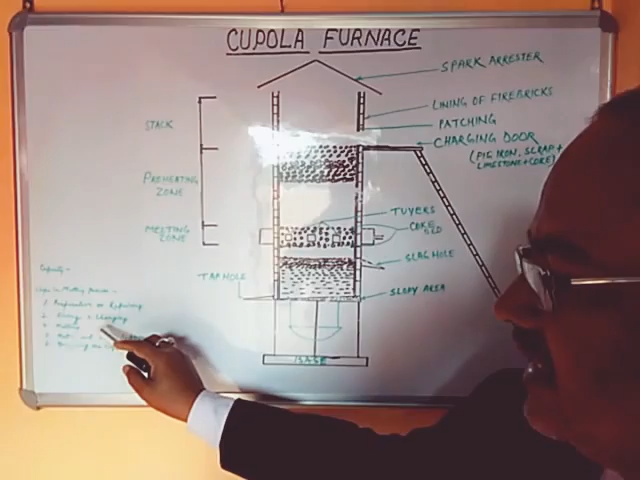 CUPOLA FURNACE
SPARK ARRESTER
LINING OF FIREBRICKS
PATCHING
CHARGING DOOR
(PIG IRON, SCRAP+
LIMESTONE+COKE)
STACK
PREHEATING
ZONE
MELTING
ZONE
TUYERS
COKE
BED
SLAG HOLE
TAP HOLE
SLOPY AREA
BASE
Capacity-
1. Preparation or Repairing
2. Charging
3. Melting